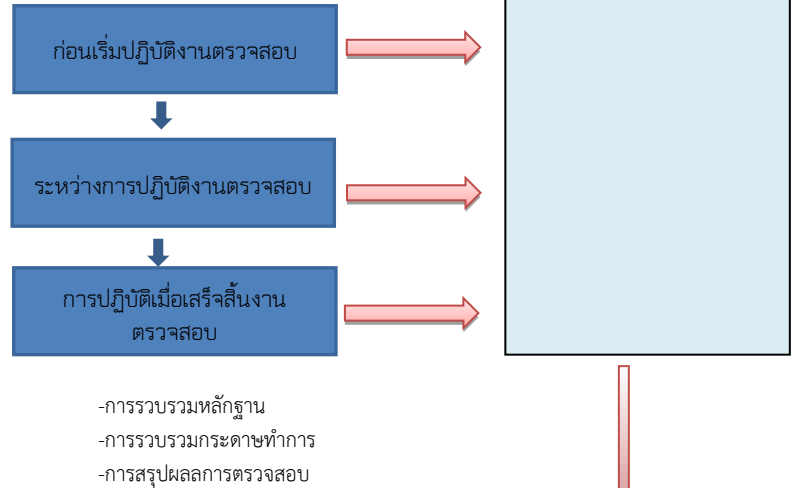 ก่อนเริ่มปฏิบัติงานตรวจสอบ
ระหว่างการปฏิบัติงานตรวจสอบ
การปฏิบัติเมื่อเสร็จสิ้นงาน
ตรวจสอบ
-การรวบรวมหลักฐาน
-การรวบรวมกระดาษทำการ
-การสรุปผลลการตรวจสอบ